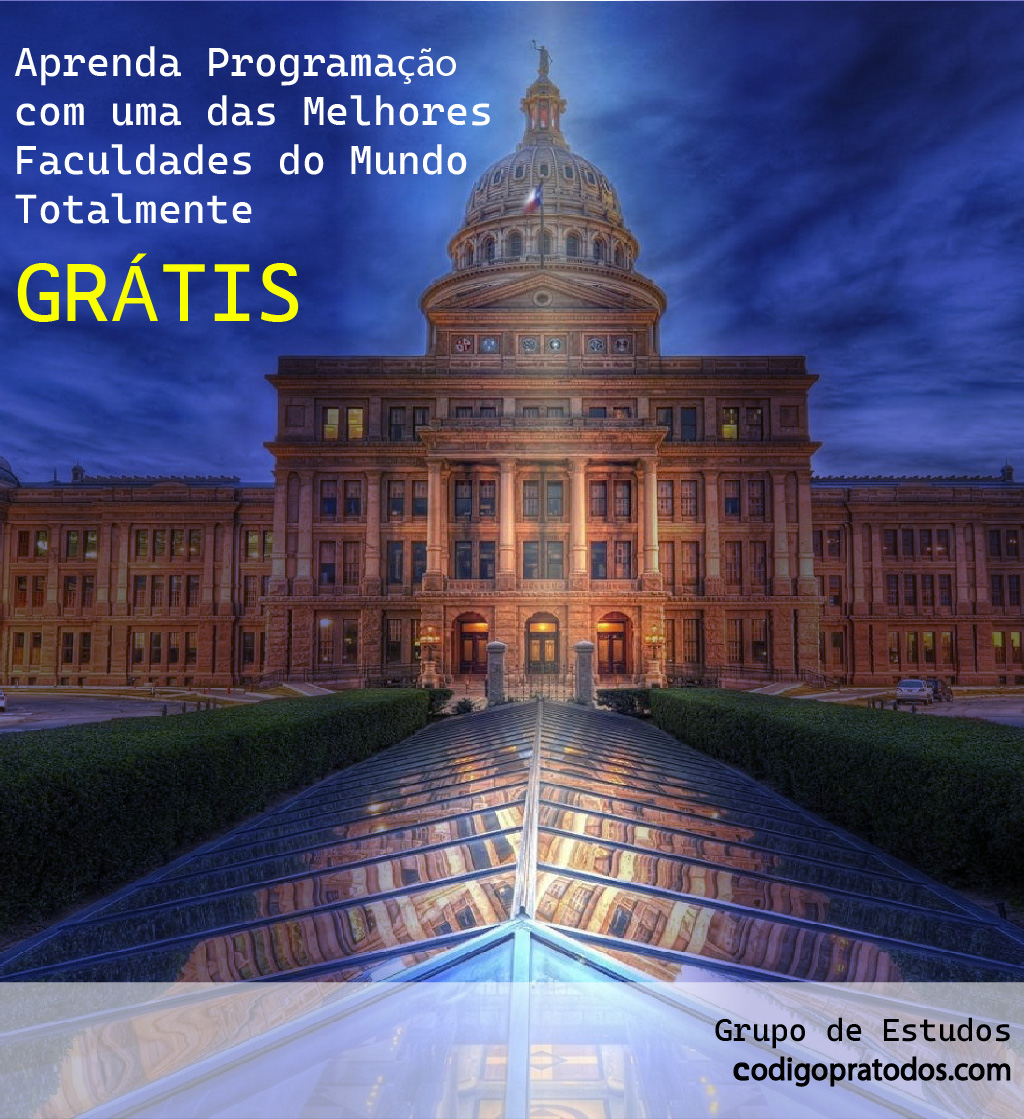 Aprenda Programação
com uma das Melhores
Faculdades do Mundo
Totalmente
GRÁTIS
Grupo de Estudos
codigopratodos.com